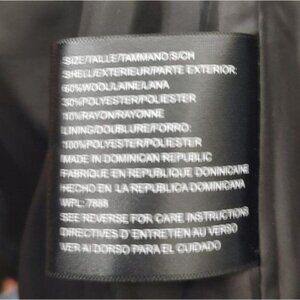 SIZE/TAILLE/TAMMANO:S/CH
SHELL/EXTERIEUR/PARTE EXTERIOR:
60%WOOL/LAINE/LANA
30%POLYESTER/POLIESTER
10%RAYON/RAYONNE
LINING/DOUBLURE/FORRO:
100%POLYESTER/POLIESTER
MADE IN DOMINICAN REPUBLIC
FABRIQUE EN REPUBLIQUE DOMINICAINE
HECHO EN LA REPUBLICA DOMINICANA
WPL: 7888
SEE REVERSE FOR CARE INSTRUCTIONS
DIRECTIVES D'ENTRETIEN AU VERSO
VER AL DORSO PARA EL CUIDADO